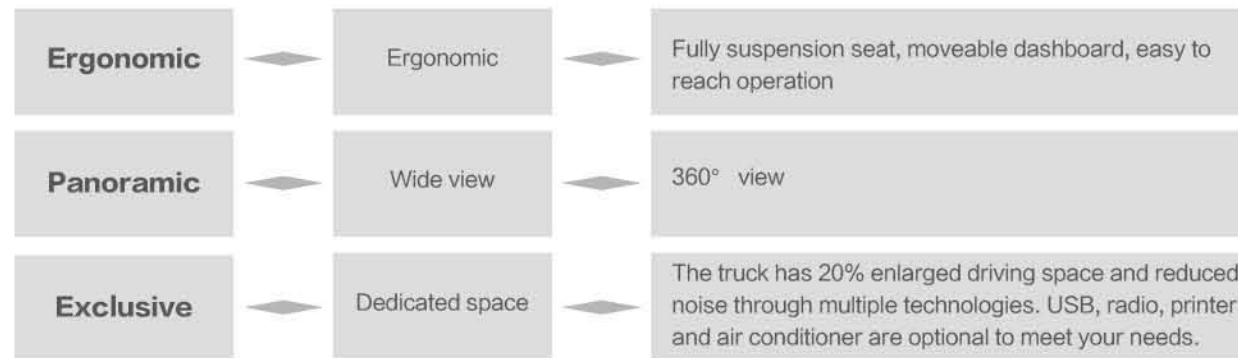 Ergonomic
Ergonomic
Fully suspension seat, moveable dashboard, easy to
reach operation
Panoramic
Wide view
360° view
Exclusive
Dedicated space
The truck has 20% enlarged driving space and reduced
noise through multiple technologies. USB, radio, printer
and air conditioner are optional to meet your needs.